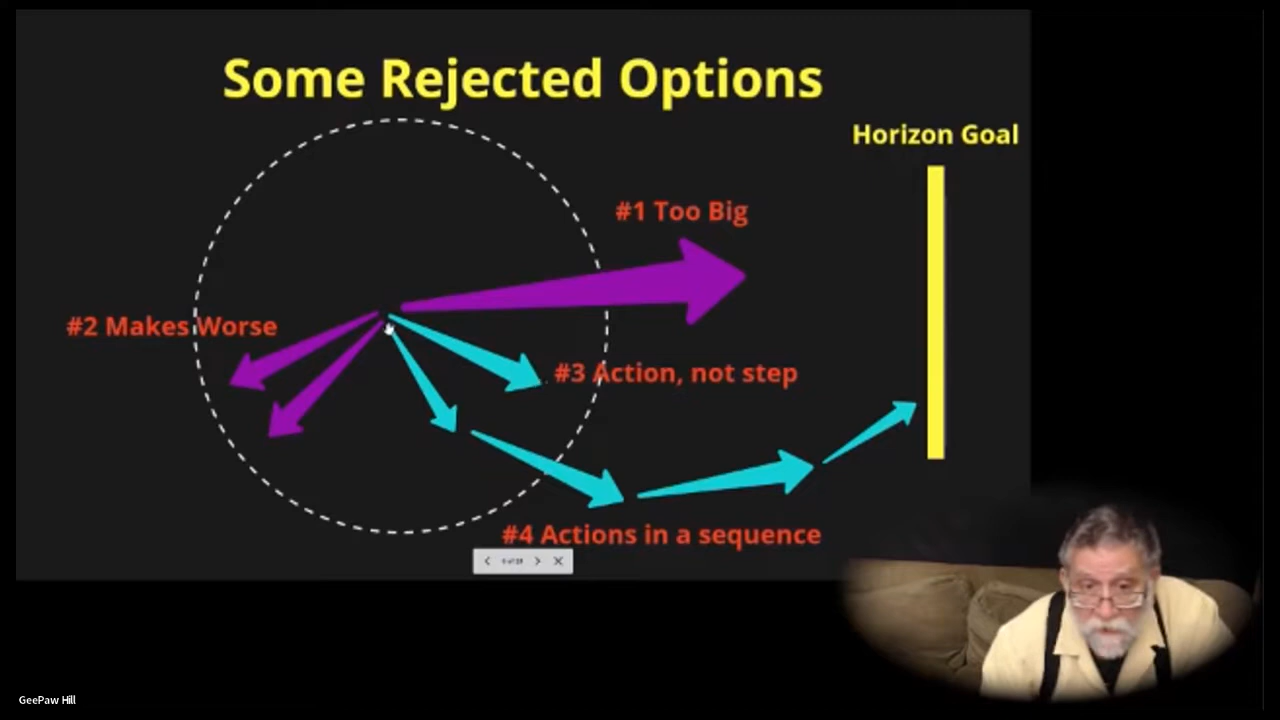 Some Rejected Options
Horizon Goal
#1 Too Big
#2 Makes Worse
#3 Action, not step
#4 Actions in a sequence
GeePaw Hill